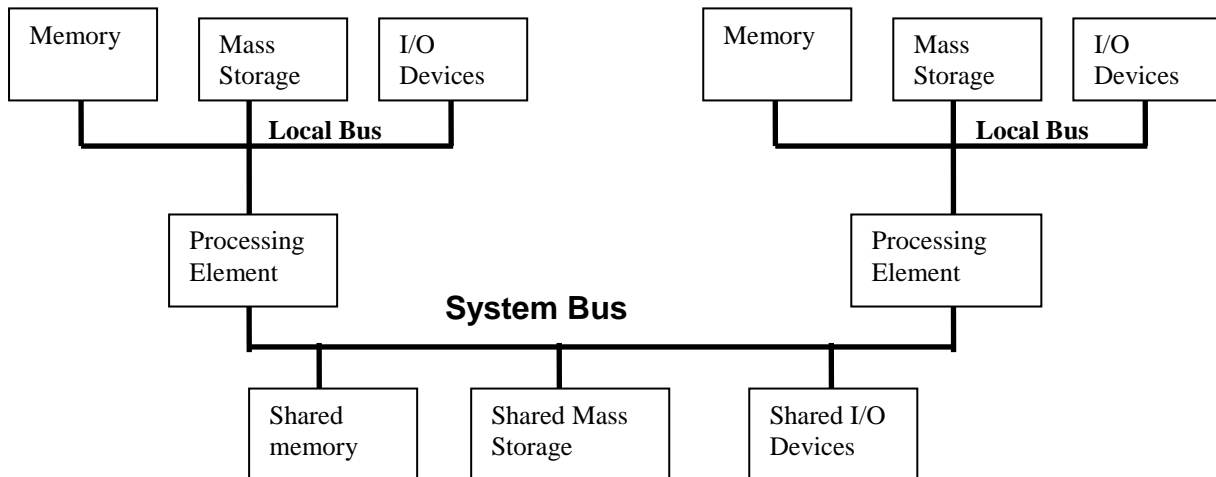 Memory
Mass
Storage
I/O
Devices
Local Bus
Memory
Mass
Storage
I/O
Devices
Local Bus
Processing
Element
Processing
Element
System Bus
Shared
memory
Shared Mass
Storage
Shared I/O
Devices